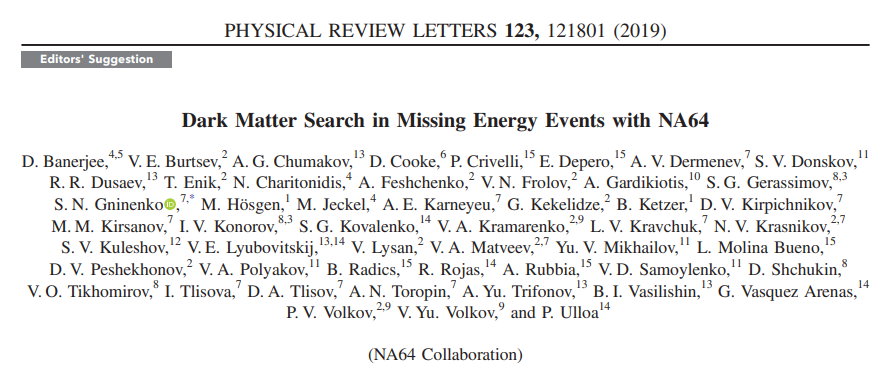 PHYSICAL REVIEW LETTERS 123, 121801 (2019)
Editors' Suggestion
Dark Matter Search in Missing Energy Events with NA64
D. Banerjee,4,5 V. E. Burtsev,2 A. G. Chumakov,13 D. Cooke,6 P. Crivelli,15 E. Depero,15 A. V. Dermenev,7 S. V. Donskov,11
R. R. Dusaev,13 T. Enik,2 N. Charitonidis,4 A. Feshchenko,2 V. N. Frolov,2 A. Gardikiotis,10 S. G. Gerassimov,8,3
S. N. Gninenko,7,* M. Hösgen,1 M. Jeckel,4 A. E. Karneyeu,7 G. Kekelidze,2 B. Ketzer,1 D. V. Kirpichnikov,7
M. M. Kirsanov,7 I. V. Konorov,8,3 S. G. Kovalenko,14 V. A. Kramarenko,2,9 L. V. Kravchuk,7 N. V. Krasnikov,2,7
S. V. Kuleshov,12 V. E. Lyubovitskij,13,14 V. Lysan,2 V. A. Matveev,2,7 Yu. V. Mikhailov,11 L. Molina Bueno,15
D. V. Peshekhonov,2 V. A. Polyakov,11 B. Radics,15 R. Rojas,14 A. Rubbia,15 V. D. Samoylenko,11 D. Shchukin,8
V. O. Tikhomirov,8 I. Tlisova,7 D. A. Tlisov,7 A. N. Toropin,7 A. Yu. Trifonov,13 B. I. Vasilishin,13 G. Vasquez Arenas,14
P. V. Volkov,2,9 V. Yu. Volkov,9 and P. Ulloa14
(NA64 Collaboration)